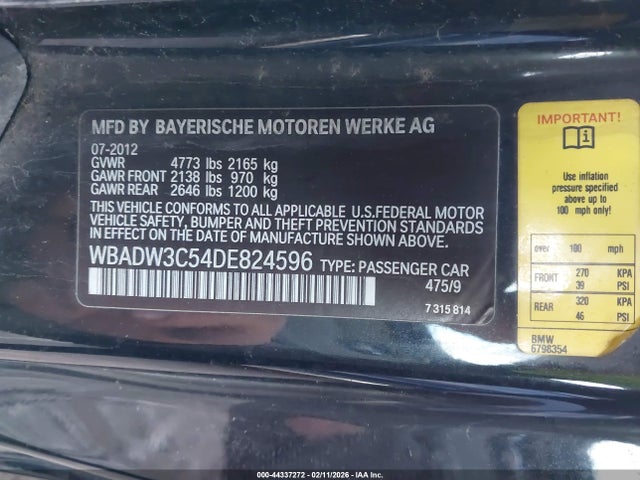 MFD BY BAYERISCHE MOTOREN WERKE AG
07-2012
GVWR 4773 lbs 2165 kg
GAWR FRONT 2138 lbs 970 kg
GAWR REAR 2646 lbs 1200 kg
THIS VEHICLE CONFORMS TO ALL APPLICABLE U.S.FEDERAL MOTOR
VEHICLE SAFETY, BUMPER AND THEFT PREVENTION STANDARDS
IN EFFECT ON THE DATE OF MANUFACTURE SHOWN ABOVE.
WBADW3C54DE824596 TYPE: PASSENGER CAR
475/9
7 315 814
IMPORTANT!
Use inflation
pressure specified
above up to
100 mph only!
over 100 mph
FRONT 270 KPA
39 PSI
REAR 320 KPA
46 PSI
BMW
6798354
000-44337272 - 02/11/2026 - IAAI